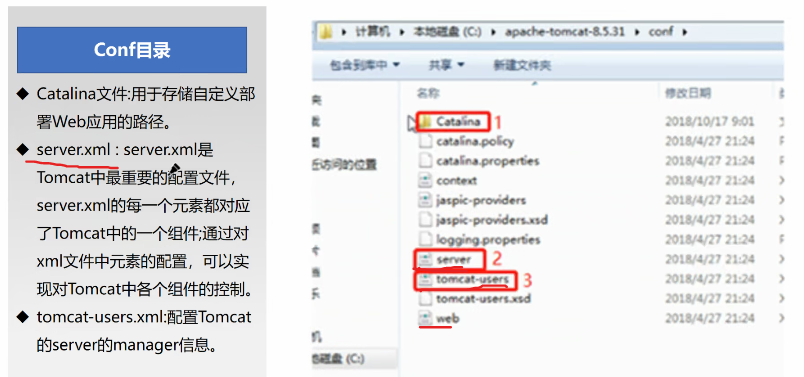 Conf目录
◆ Catalina文件:用于存储自定义部
署Web应用的路径。
◆ server.xml : server.xml是
Tomcat中最重要的配置文件，
server.xml的每一个元素都对应
了Tomcat中的一个组件;通过对
xml文件中元素的配置，可以实
现对Tomcat中各个组件的控制。
◆ tomcat-users.xml:配置Tomcat
的server的manager信息。
计算机 ▸ 本地磁盘 (C:) ▸ apache-tomcat-8.5.31 ▸ conf ▸
包含到库中 ▾ 共享 ▾ 新建文件夹
名称 修改日期
Catalina 1 2018/10/17 9:01
catalina.policy 2018/4/27 21:24
catalina.properties 2018/4/27 21:24
context 2018/4/27 21:24
jaspic-providers 2018/4/27 21:24
jaspic-providers.xsd 2018/4/27 21:24
logging.properties 2018/4/27 21:24
server 2 2018/4/27 21:24
tomcat-users 3 2018/4/27 21:24
tomcat-users.xsd 2018/4/27 21:24
web 2018/4/27 21:24
访问的位置
磁盘 (C:)